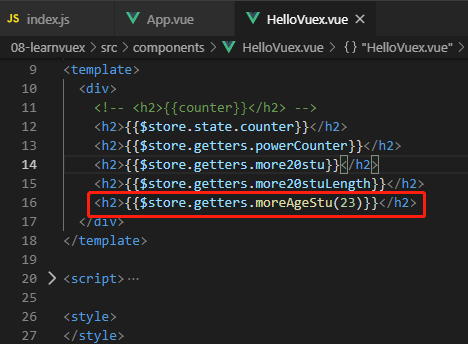 JS index.js App.vue HelloVuex.vue ×
08-learnvuex > src > components > HelloVuex.vue > {} "HelloVuex.vue" >
9 <template>
10 <div>
11 <!-- <h2>{{counter}}</h2> -->
12 <h2>{{$store.state.counter}}</h2>
13 <h2>{{$store.getters.powerCounter}}</h2>
14 <h2>{{$store.getters.more20stu}}</h2>
15 <h2>{{$store.getters.more20stuLength}}</h2>
16 <h2>{{$store.getters.moreAgeStu(23)}}</h2>
17 </div>
18 </template>
19
20 <script>…
25
26 <style>
27 </style>